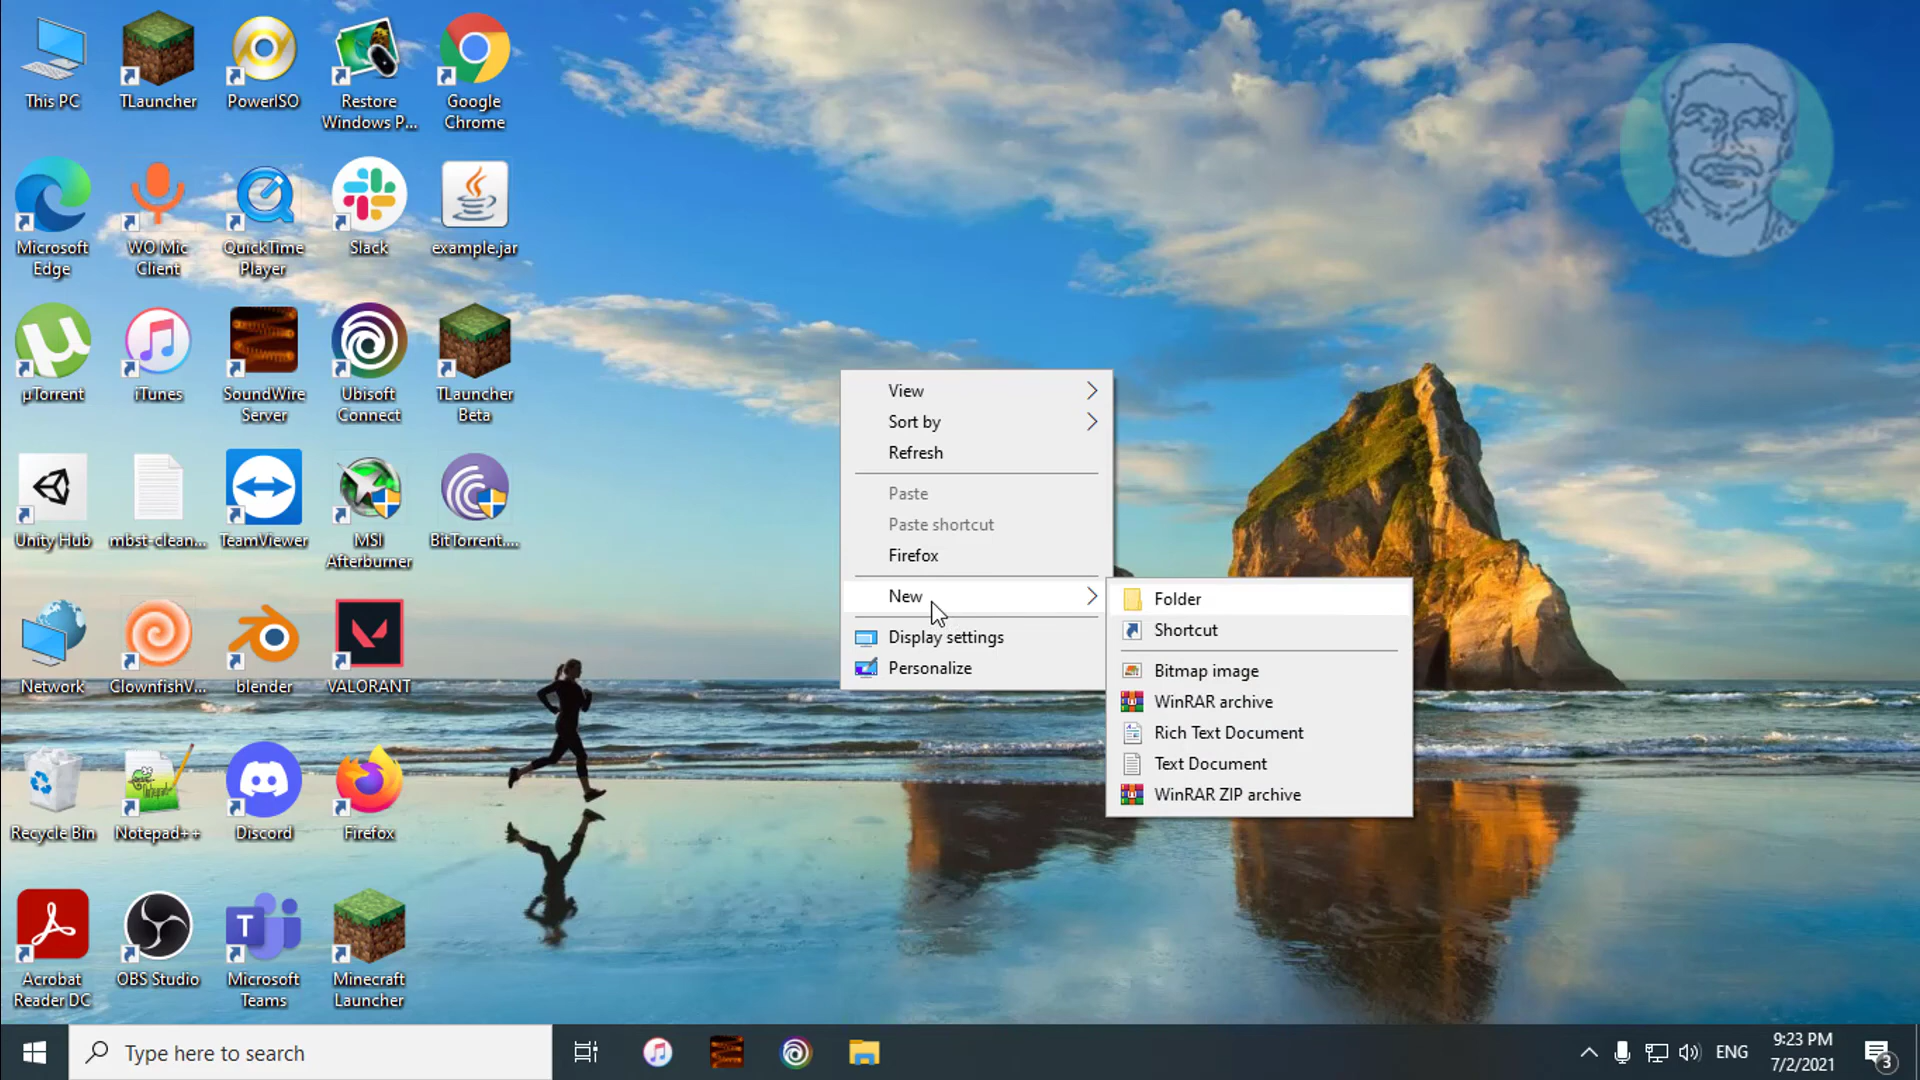 This PC
TLauncher
PowerISO
Restore
Windows P...
Google
Chrome
Microsoft
Edge
WO Mic
Client
QuickTime
Player
Slack
example.jar
µTorrent
iTunes
SoundWire
Server
Ubisoft
Connect
TLauncher
Beta
Unity Hub
mbst-clean...
TeamViewer
MSI
Afterburner
BitTorrent....
Network
ClownfishV...
blender
VALORANT
Recycle Bin
Notepad++
Discord
Firefox
Acrobat
Reader DC
OBS Studio
Microsoft
Teams
Minecraft
Launcher
View
Sort by
Refresh
Paste
Paste shortcut
Firefox
New
Display settings
Personalize
Folder
Shortcut
Bitmap image
WinRAR archive
Rich Text Document
Text Document
WinRAR ZIP archive
Type here to search
ENG
9:23 PM
7/2/2021
3